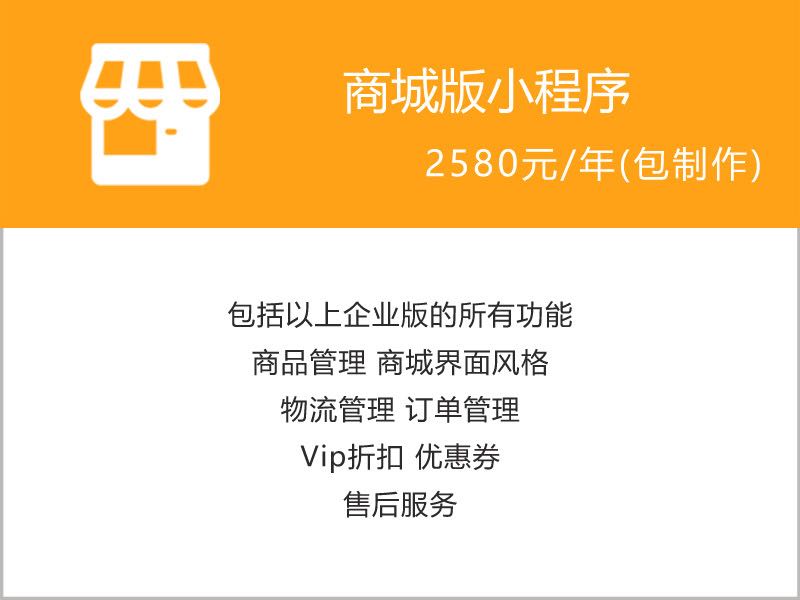 商城版小程序
2580元/年(包制作)
包括以上企业版的所有功能
商品管理 商城界面风格
物流管理 订单管理
Vip折扣 优惠券
售后服务